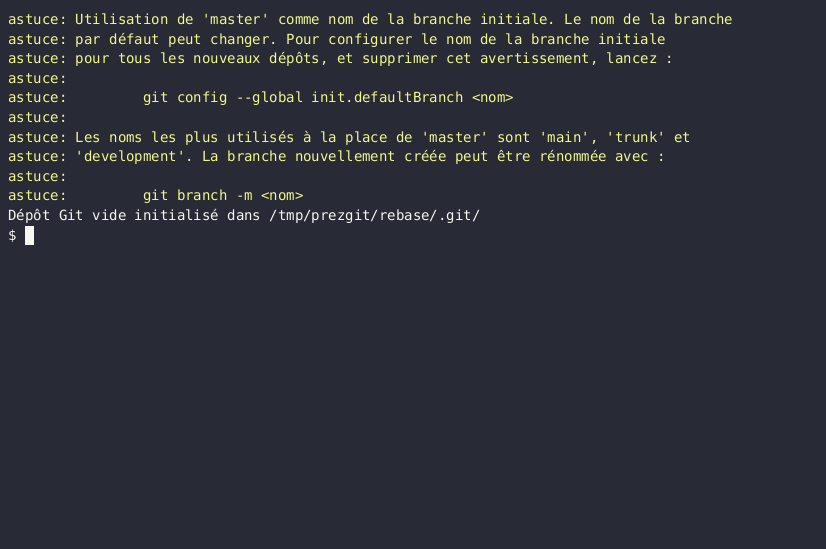 astuce: Utilisation de 'master' comme nom de la branche initiale. Le nom de la branche
astuce: par défaut peut changer. Pour configurer le nom de la branche initiale
astuce: pour tous les nouveaux dépôts, et supprimer cet avertissement, lancez :
astuce:
astuce:         git config --global init.defaultBranch <nom>
astuce:
astuce: Les noms les plus utilisés à la place de 'master' sont 'main', 'trunk' et
astuce: 'development'. La branche nouvellement créée peut être rénommée avec :
astuce:
astuce:         git branch -m <nom>
Dépôt Git vide initialisé dans /tmp/prezgit/rebase/.git/
$